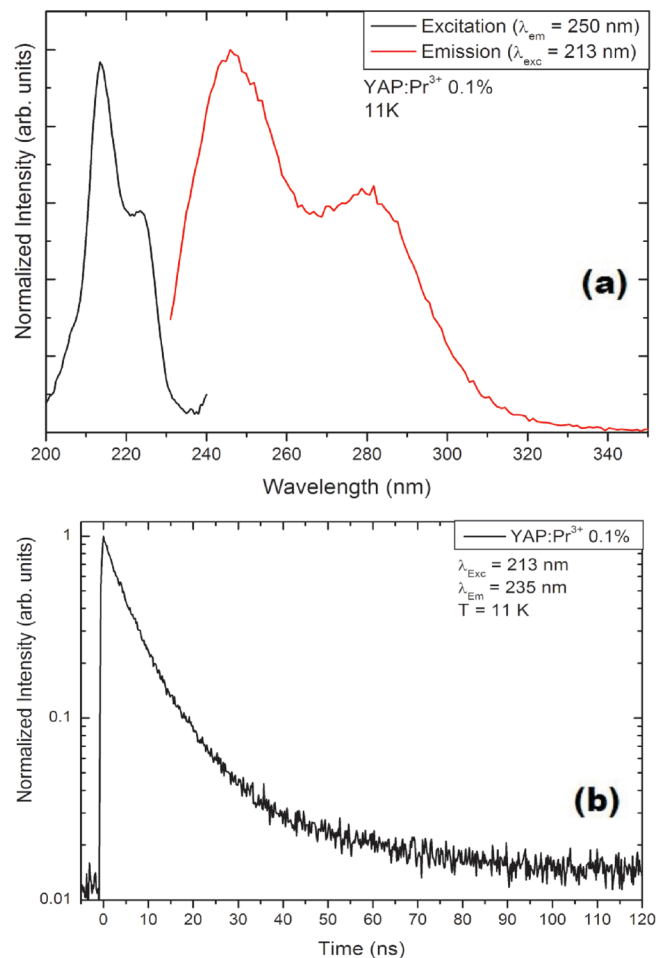 Excitation (λem = 250 nm)
Emission (λexc = 213 nm)
YAP:Pr3+ 0.1%
11K
(a)
Normalized Intensity (arb. units)
200 220 240 260 280 300 320 340
Wavelength (nm)
YAP:Pr3+ 0.1%
λExc = 213 nm
λEm = 235 nm
T = 11 K
1
0.1
0.01
(b)
Normalized Intensity (arb. units)
0 10 20 30 40 50 60 70 80 90 100 110 120
Time (ns)